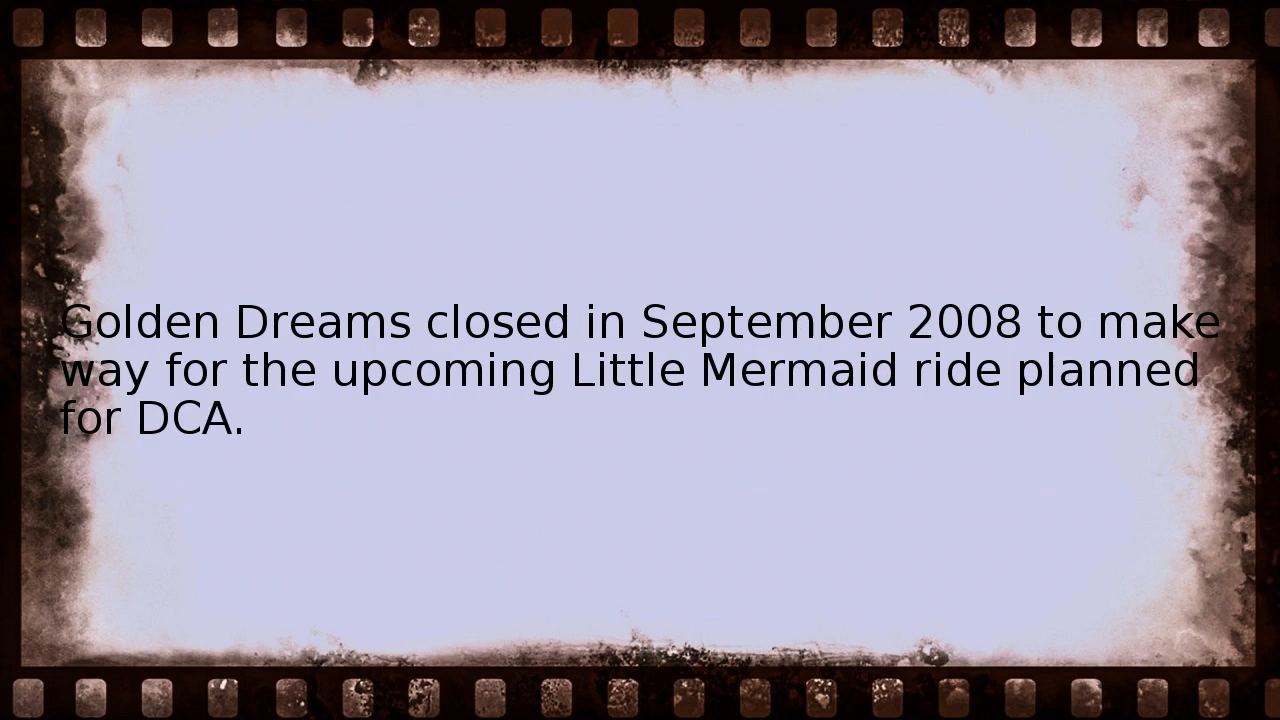 Golden Dreams closed in September 2008 to make
way for the upcoming Little Mermaid ride planned
for DCA.